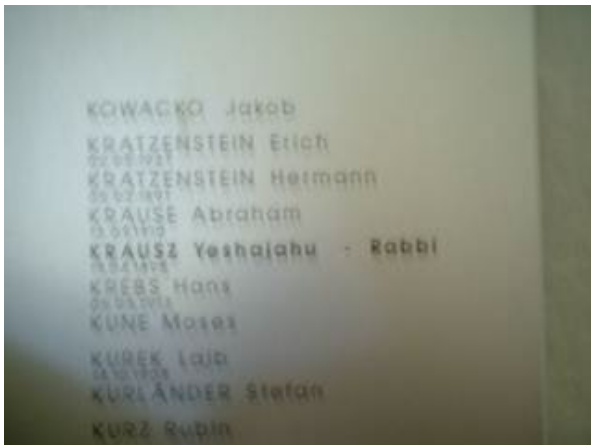 KOWACKO Jakob
KRATZENSTEIN Erich
KRATZENSTEIN Hermann
KRAUSE Abraham
KRAUSZ Yeshajahu - Rabbi
KREBS Hans
KUNE Moses
KUREK Lajb
KURLÄNDER Stefan
KURZ Rubin